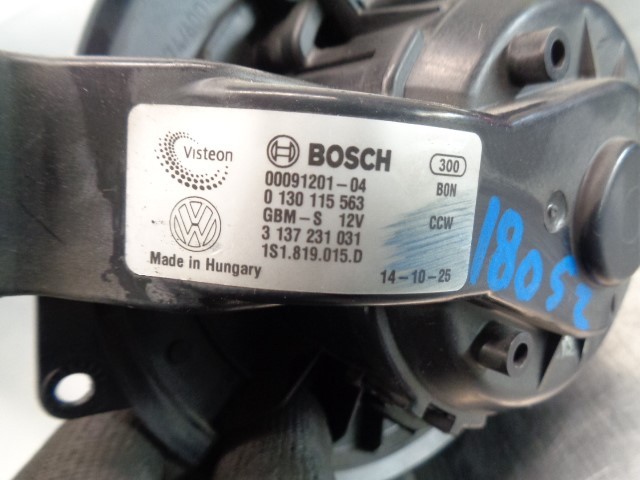 Visteon
BOSCH
300
00091201-04
BON
0 130 115 563
GBM-S 12V
CCW
3 137 231 031
1S1.819.015.D
Made in Hungary
14-10-25
18052